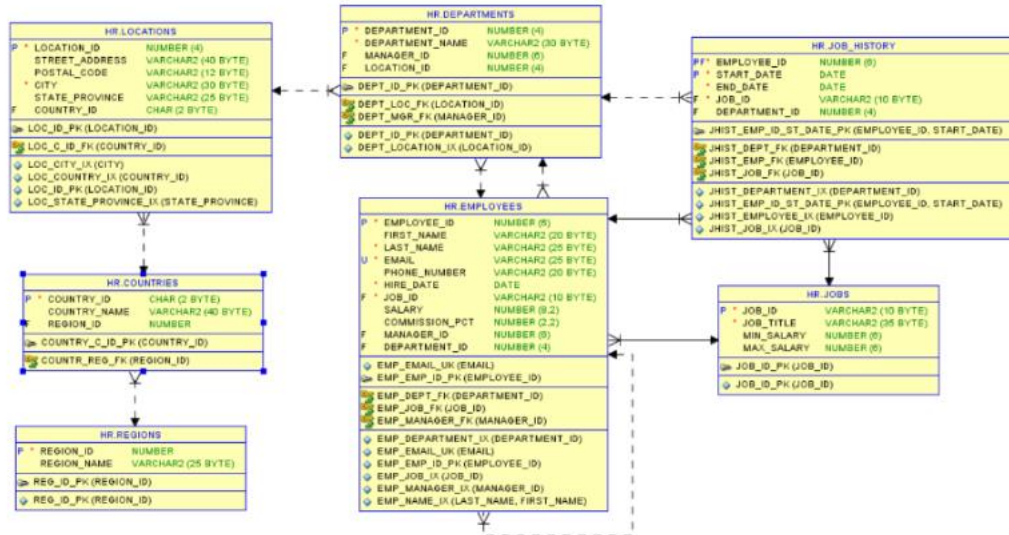 HR.LOCATIONS
P * LOCATION_ID NUMBER (4)
STREET_ADDRESS VARCHAR2 (40 BYTE)
POSTAL_CODE VARCHAR2 (12 BYTE)
* CITY VARCHAR2 (30 BYTE)
STATE_PROVINCE VARCHAR2 (25 BYTE)
F COUNTRY_ID CHAR (2 BYTE)
LOC_ID_PK (LOCATION_ID)
LOC_C_ID_FK (COUNTRY_ID)
LOC_CITY_IX (CITY)
LOC_COUNTRY_IX (COUNTRY_ID)
LOC_ID_PK (LOCATION_ID)
LOC_STATE_PROVINCE_IX (STATE_PROVINCE)
HR.COUNTRIES
P * COUNTRY_ID CHAR (2 BYTE)
COUNTRY_NAME VARCHAR2 (40 BYTE)
F REGION_ID NUMBER
COUNTRY_C_ID_PK (COUNTRY_ID)
COUNTR_REG_FK (REGION_ID)
HR.REGIONS
P * REGION_ID NUMBER
REGION_NAME VARCHAR2 (25 BYTE)
REG_ID_PK (REGION_ID)
REG_ID_PK (REGION_ID)
HR.DEPARTMENTS
P * DEPARTMENT_ID NUMBER (4)
* DEPARTMENT_NAME VARCHAR2 (30 BYTE)
F MANAGER_ID NUMBER (6)
F LOCATION_ID NUMBER (4)
DEPT_ID_PK (DEPARTMENT_ID)
DEPT_LOC_FK (LOCATION_ID)
DEPT_MGR_FK (MANAGER_ID)
DEPT_ID_PK (DEPARTMENT_ID)
DEPT_LOCATION_IX (LOCATION_ID)
HR.EMPLOYEES
P * EMPLOYEE_ID NUMBER (6)
FIRST_NAME VARCHAR2 (20 BYTE)
* LAST_NAME VARCHAR2 (25 BYTE)
U * EMAIL VARCHAR2 (25 BYTE)
PHONE_NUMBER VARCHAR2 (20 BYTE)
* HIRE_DATE DATE
F * JOB_ID VARCHAR2 (10 BYTE)
SALARY NUMBER (8,2)
COMMISSION_PCT NUMBER (2,2)
F MANAGER_ID NUMBER (6)
F DEPARTMENT_ID NUMBER (4)
EMP_EMAIL_UK (EMAIL)
EMP_EMP_ID_PK (EMPLOYEE_ID)
EMP_DEPT_FK (DEPARTMENT_ID)
EMP_JOB_FK (JOB_ID)
EMP_MANAGER_FK (MANAGER_ID)
EMP_DEPARTMENT_IX (DEPARTMENT_ID)
EMP_EMAIL_UK (EMAIL)
EMP_EMP_ID_PK (EMPLOYEE_ID)
EMP_JOB_IX (JOB_ID)
EMP_MANAGER_IX (MANAGER_ID)
EMP_NAME_IX (LAST_NAME, FIRST_NAME)
HR.JOB_HISTORY
PF * EMPLOYEE_ID NUMBER (6)
P * START_DATE DATE
* END_DATE DATE
F * JOB_ID VARCHAR2 (10 BYTE)
F DEPARTMENT_ID NUMBER (4)
JHIST_EMP_ID_ST_DATE_PK (EMPLOYEE_ID, START_DATE)
JHIST_DEPT_FK (DEPARTMENT_ID)
JHIST_EMP_FK (EMPLOYEE_ID)
JHIST_JOB_FK (JOB_ID)
JHIST_DEPARTMENT_IX (DEPARTMENT_ID)
JHIST_EMP_ID_ST_DATE_PK (EMPLOYEE_ID, START_DATE)
JHIST_EMPLOYEE_IX (EMPLOYEE_ID)
JHIST_JOB_IX (JOB_ID)
HR.JOBS
P * JOB_ID VARCHAR2 (10 BYTE)
* JOB_TITLE VARCHAR2 (35 BYTE)
MIN_SALARY NUMBER (6)
MAX_SALARY NUMBER (6)
JOB_ID_PK (JOB_ID)
JOB_ID_PK (JOB_ID)